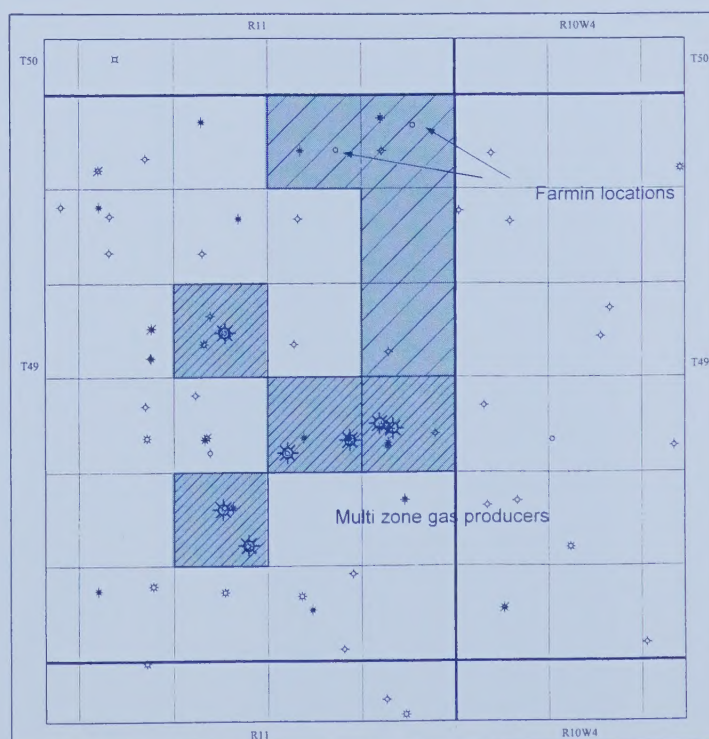 R11 R10W4
T50 T50
Farmin locations
T49 T49
Multi zone gas producers
R11 R10W4